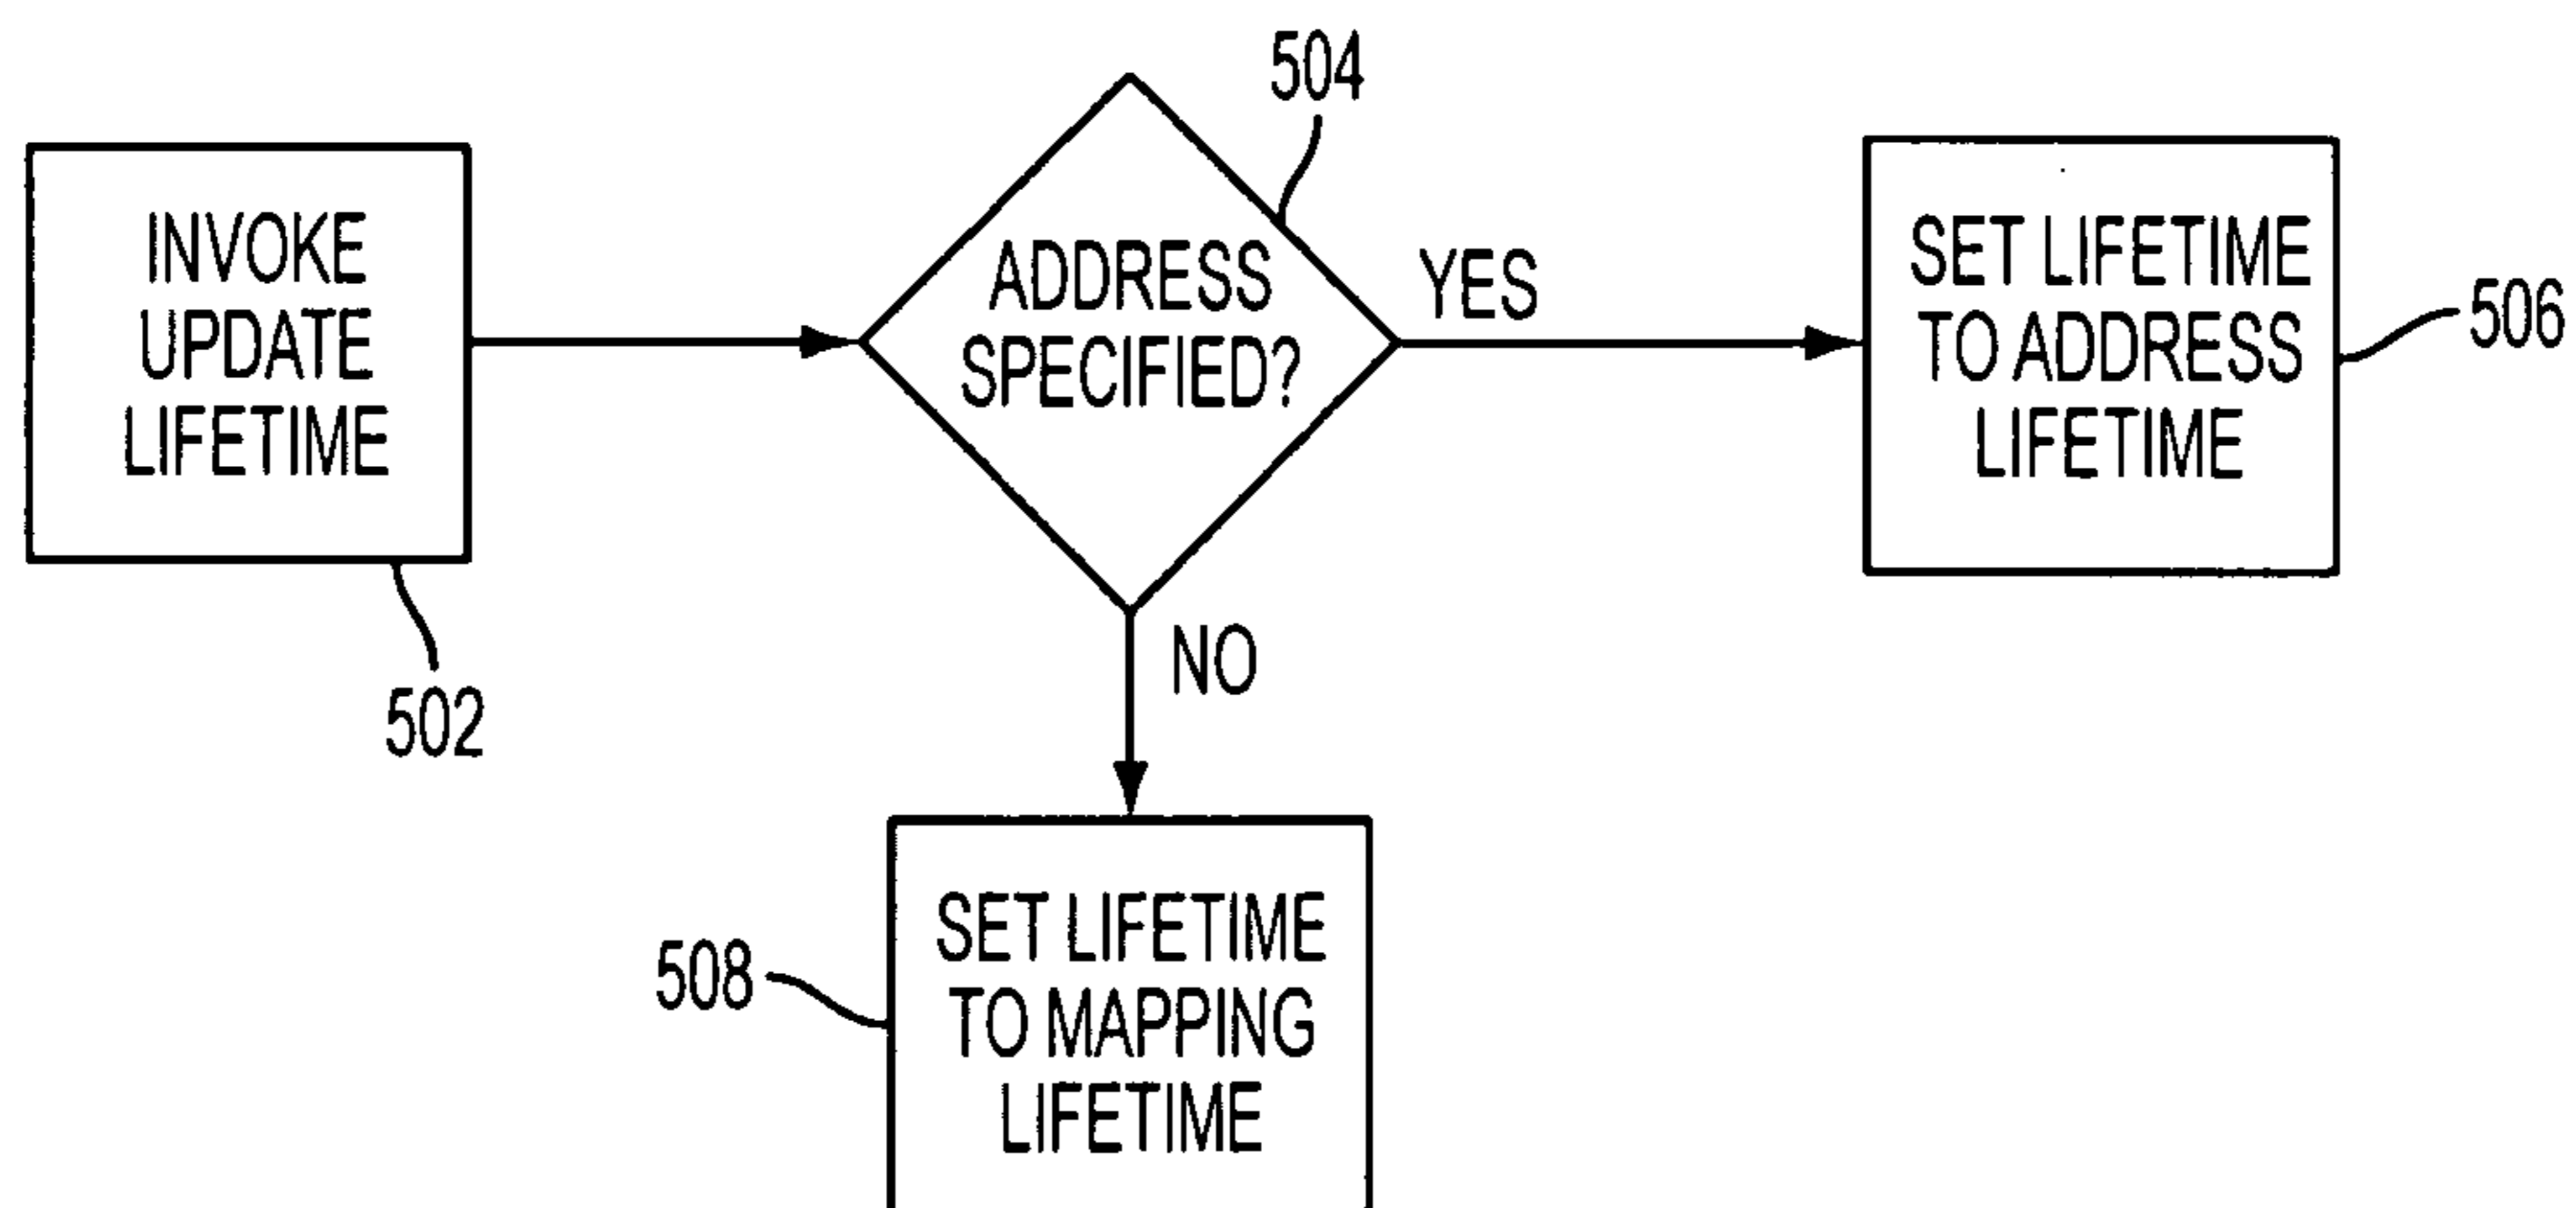 504
INVOKE
UPDATE
LIFETIME
502
ADDRESS
SPECIFIED?
YES
SET LIFETIME
TO ADDRESS
LIFETIME
506
NO
508
SET LIFETIME
TO MAPPING
LIFETIME